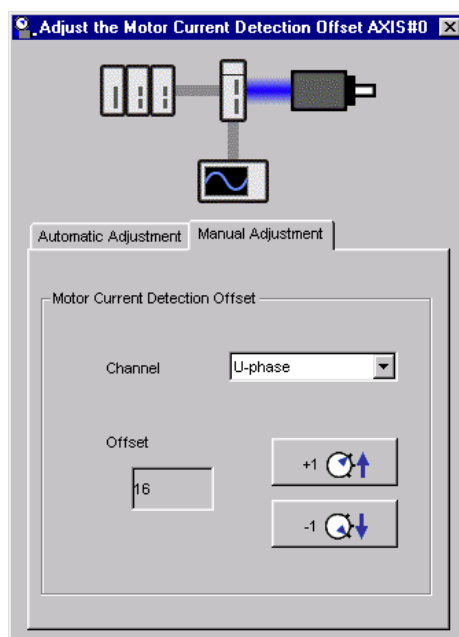 Adjust the Motor Current Detection Offset AXIS#0
Automatic Adjustment
Manual Adjustment
Motor Current Detection Offset
Channel
U-phase
Offset
16
+1
-1